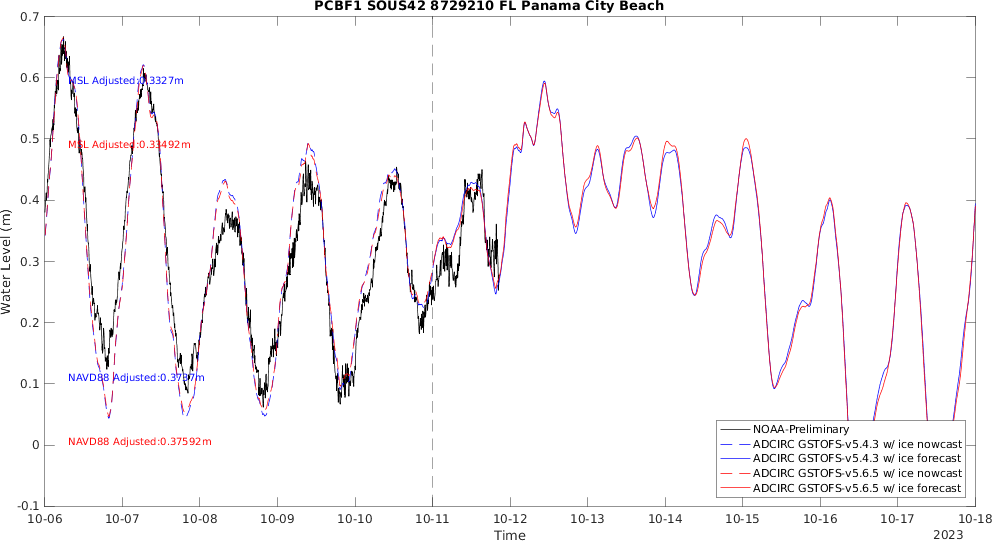 PCBF1 SOUS42 8729210 FL Panama City Beach
0.7
0.6
0.5
0.4
0.3
0.2
0.1
0
-0.1
Water Level (m)
MSL Adjusted:0.3327m
MSL Adjusted:0.33492m
NAVD88 Adjusted:0.3737m
NAVD88 Adjusted:0.37592m
NOAA-Preliminary
ADCIRC GSTOFS-v5.4.3 w/ ice nowcast
ADCIRC GSTOFS-v5.4.3 w/ ice forecast
ADCIRC GSTOFS-v5.6.5 w/ ice nowcast
ADCIRC GSTOFS-v5.6.5 w/ ice forecast
10-06 10-07 10-08 10-09 10-10 10-11 10-12 10-13 10-14 10-15 10-16 10-17 10-18
Time
2023